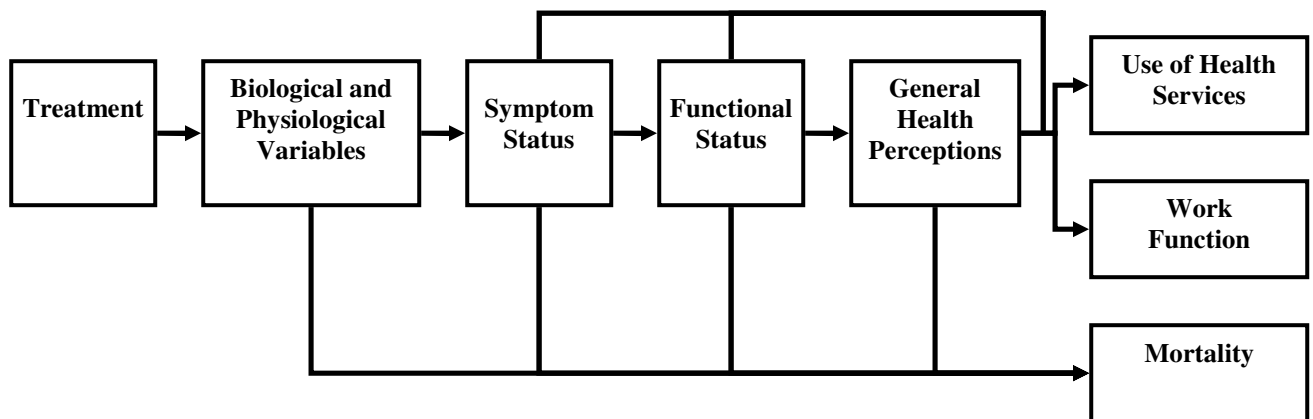 Treatment
Biological and
Physiological
Variables
Symptom
Status
Functional
Status
General
Health
Perceptions
Use of Health
Services
Work
Function
Mortality